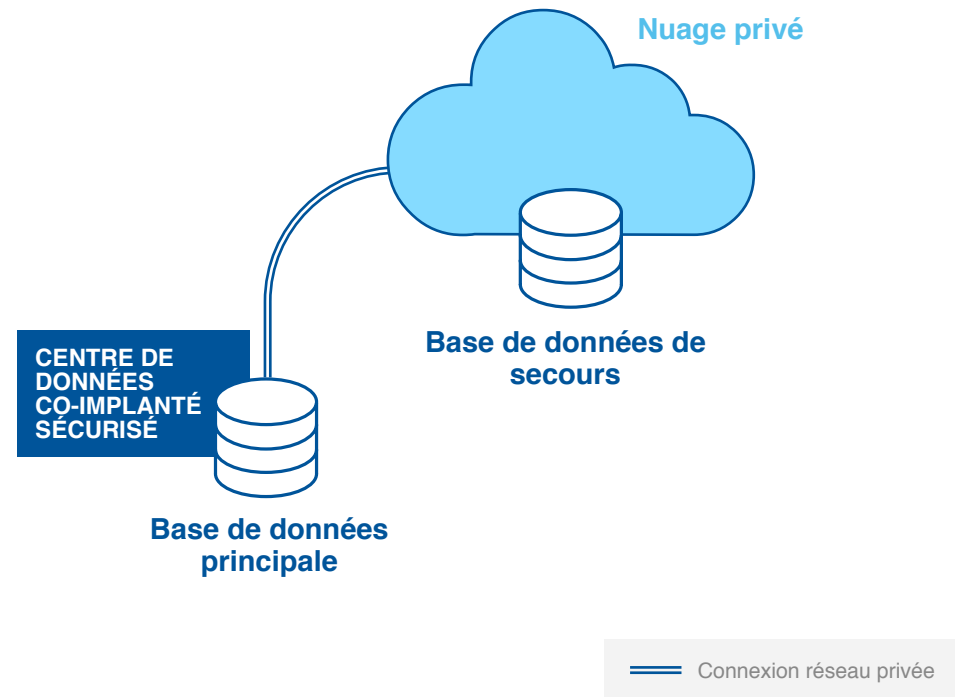 Nuage privé
Base de données de
secours
CENTRE DE
DONNÉES
CO-IMPLANTÉ
SÉCURISÉ
Base de données
principale
Connexion réseau privée